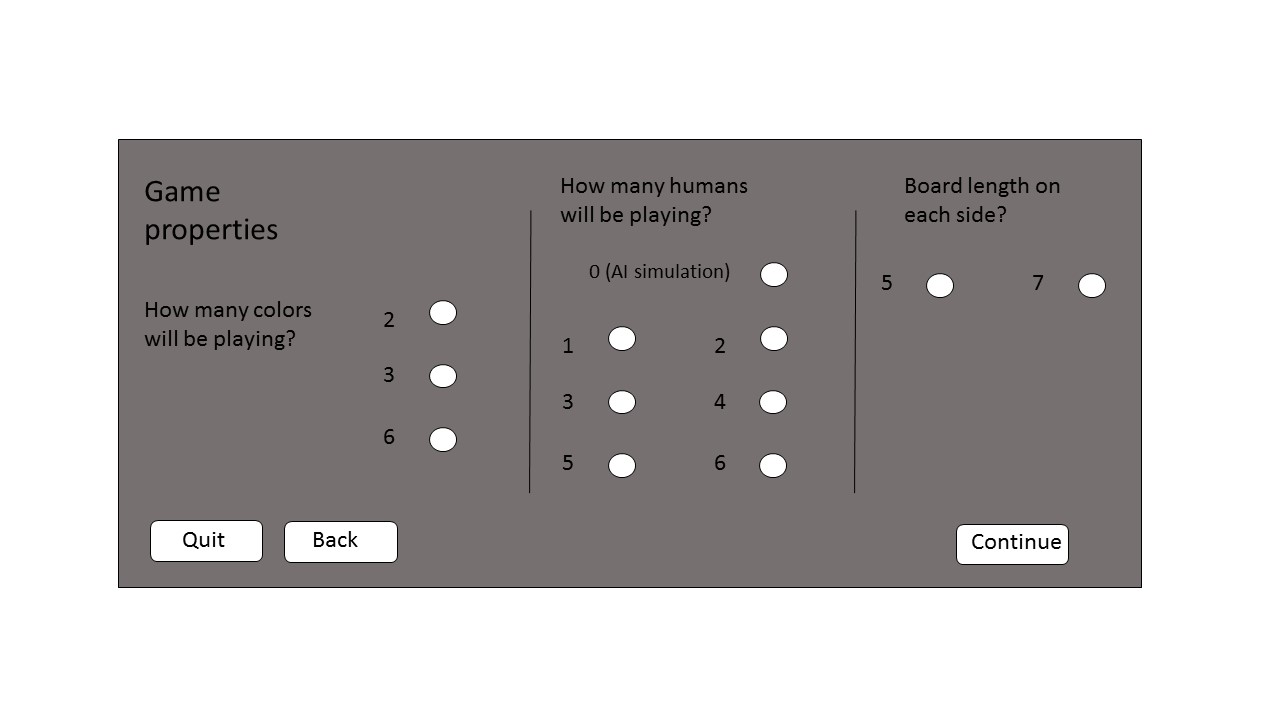 Game
properties
How many colors
will be playing?
2
3
6
How many humans
will be playing?
0 (AI simulation)
1 2
3 4
5 6
Board length on
each side?
5 7
Quit Back Continue